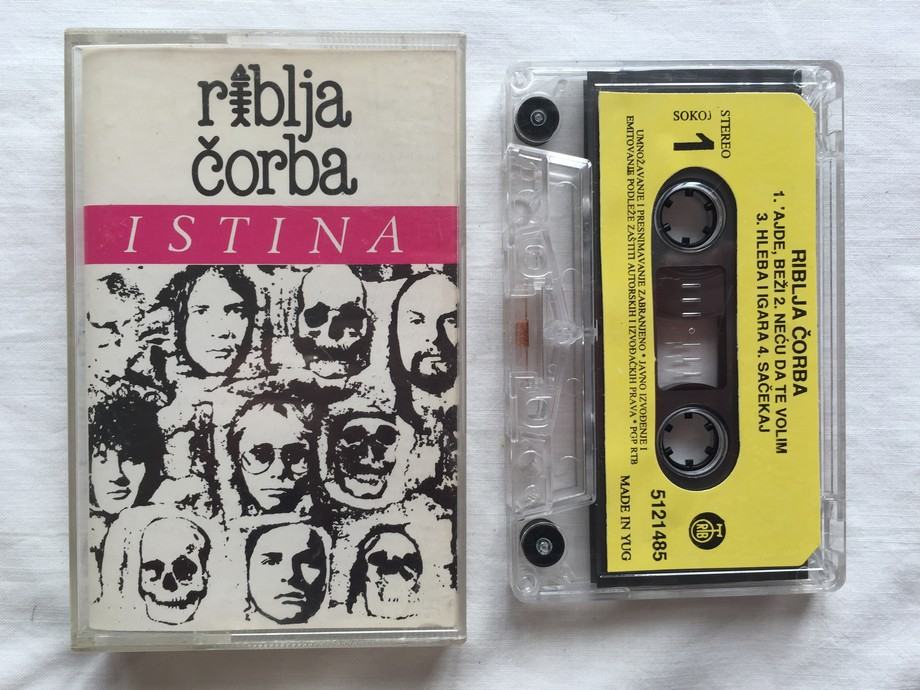 riblja
čorba
ISTINA
STEREO
SOKOJ
1
RIBLJA ČORBA
1. 'AJDE, BEŽI 2. NEĆU DA TE VOLIM
3. HLEBA I IGARA 4. SAČEKAJ
UMNOŽAVANJE I PRESNIMAVANJE ZABRANJENO * JAVNO IZVOĐENJE I
EMITOVANJE PODLEŽE ZAŠTITI AUTORSKIH I IZVOĐAČKIH PRAVA * PGP RTB
5121485
MADE IN YUG
RTB